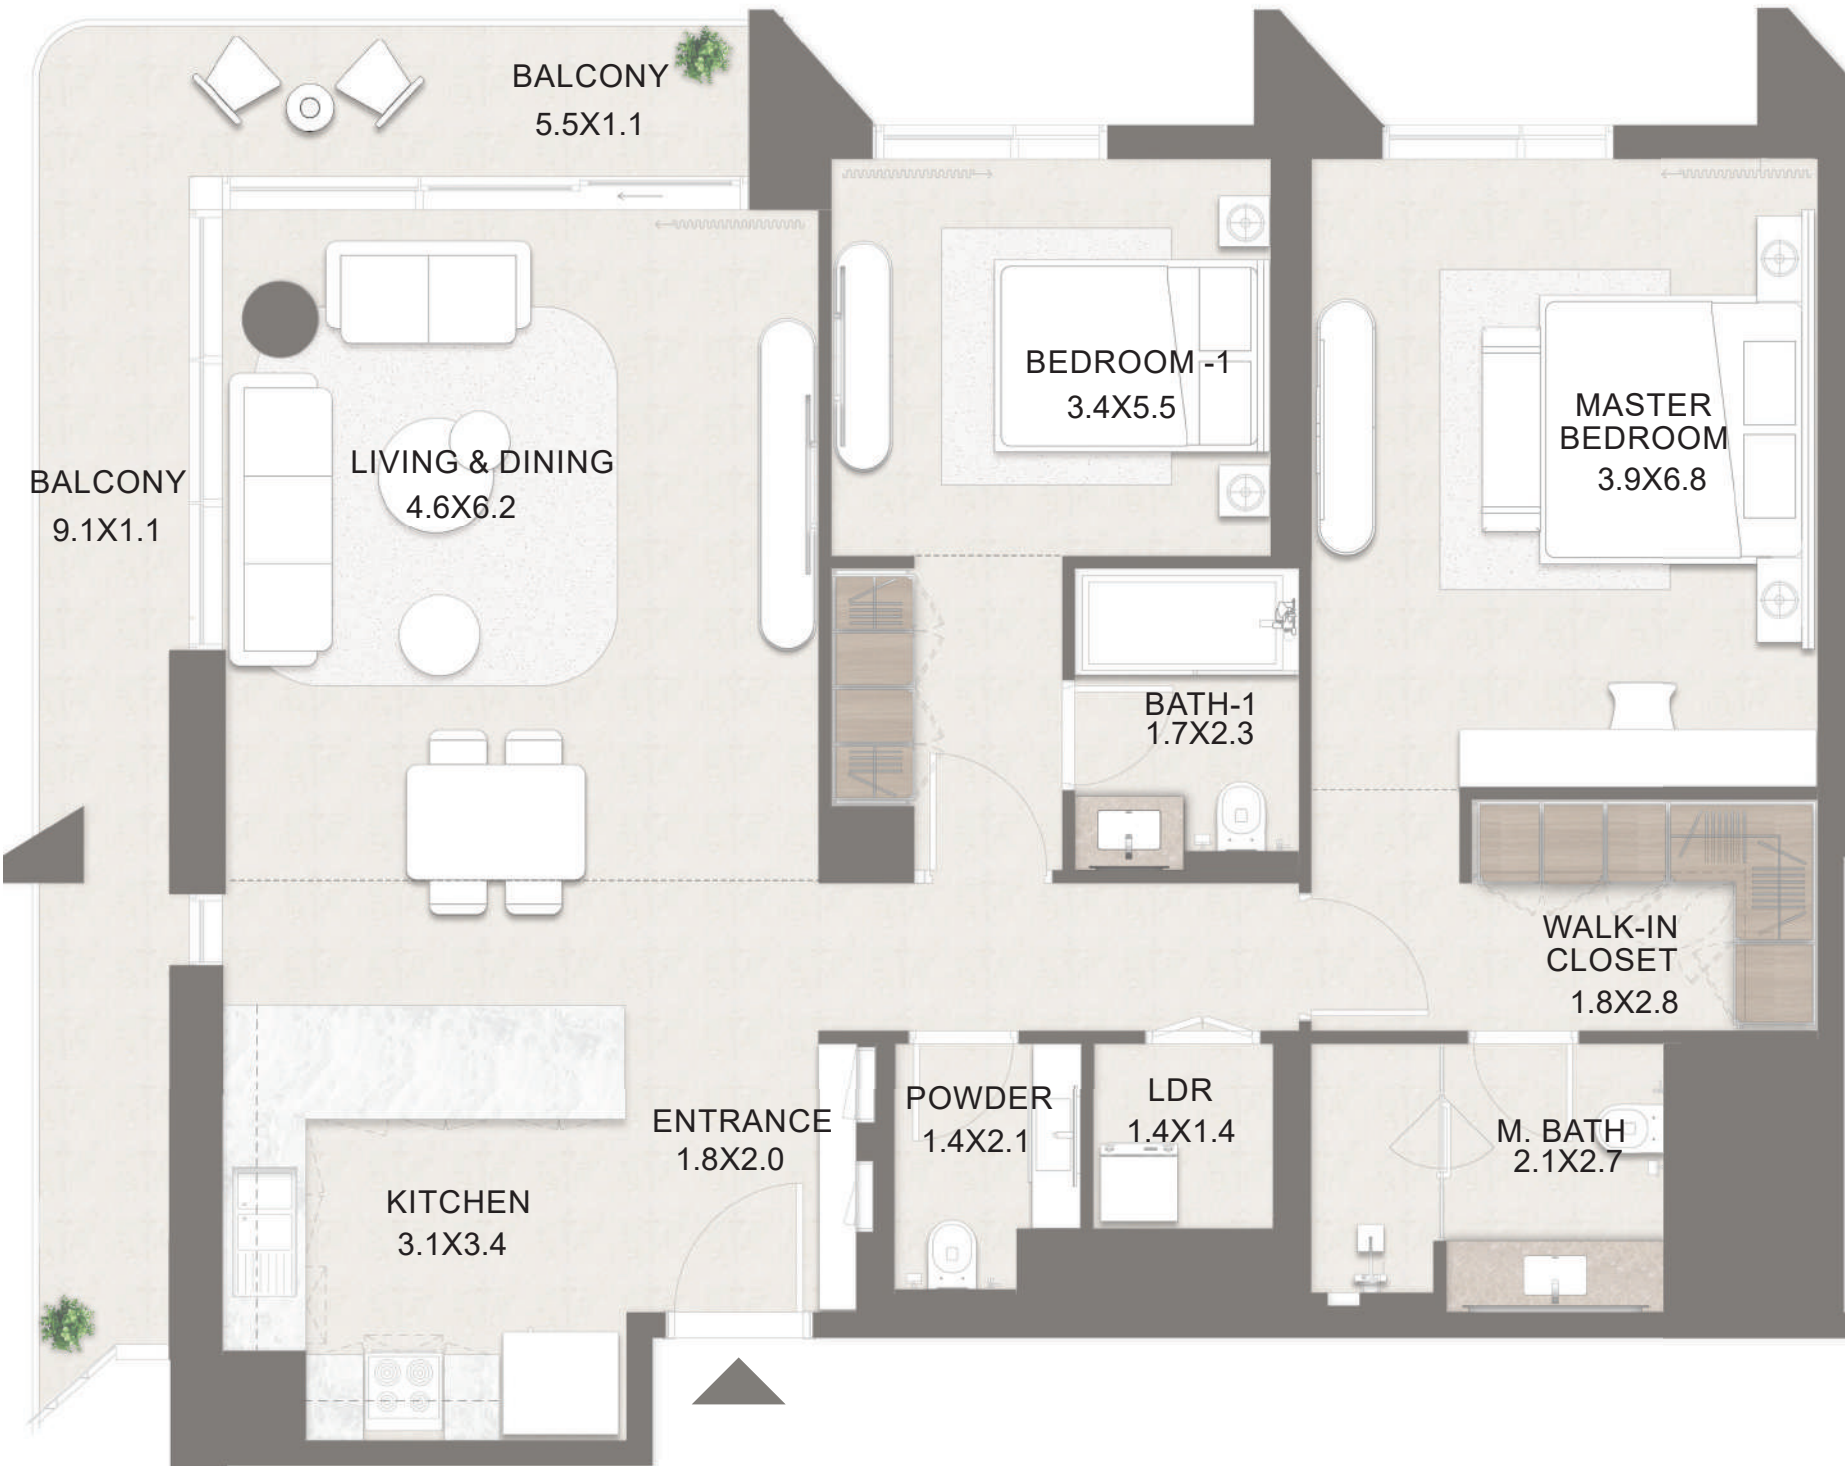 BALCONY
5.5X1.1
BEDROOM -1
3.4X5.5
MASTER
BEDROOM
3.9X6.8
LIVING & DINING
4.6X6.2
BALCONY
9.1X1.1
BATH-1
1.7X2.3
WALK-IN
CLOSET
1.8X2.8
POWDER
1.4X2.1
LDR
1.4X1.4
ENTRANCE
1.8X2.0
M. BATH
2.1X2.7
KITCHEN
3.1X3.4